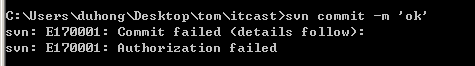 C:\Users\duhong\Desktop\tom\itcast>svn commit -m 'ok'
svn: E170001: Commit failed (details follow):
svn: E170001: Authorization failed